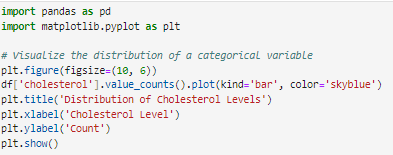 import pandas as pd
import matplotlib.pyplot as plt
# Visualize the distribution of a categorical variable
plt.figure(figsize=(10, 6))
df['cholesterol'].value_counts().plot(kind='bar', color='skyblue')
plt.title('Distribution of Cholesterol Levels')
plt.xlabel('Cholesterol Level')
plt.ylabel('Count')
plt.show()